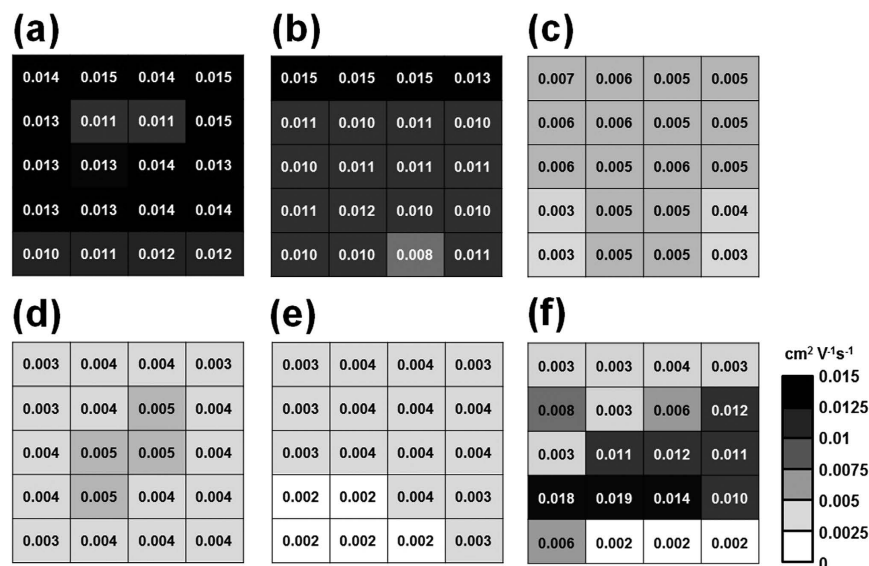 (a) (b) (c)
0.014 0.015 0.014 0.015
0.013 0.011 0.011 0.015
0.013 0.013 0.014 0.013
0.013 0.013 0.014 0.014
0.010 0.011 0.012 0.012
0.015 0.015 0.015 0.013
0.011 0.010 0.011 0.010
0.010 0.011 0.011 0.011
0.011 0.012 0.010 0.010
0.010 0.010 0.008 0.011
0.007 0.006 0.005 0.005
0.006 0.006 0.005 0.005
0.006 0.005 0.006 0.005
0.003 0.005 0.005 0.004
0.003 0.005 0.005 0.003
(d) (e) (f)
0.003 0.004 0.004 0.003
0.003 0.004 0.005 0.004
0.004 0.005 0.005 0.004
0.004 0.005 0.004 0.004
0.003 0.004 0.004 0.004
0.003 0.004 0.004 0.003
0.003 0.004 0.004 0.004
0.003 0.004 0.004 0.004
0.002 0.002 0.004 0.003
0.002 0.002 0.002 0.003
0.003 0.003 0.004 0.003
0.008 0.003 0.006 0.012
0.003 0.011 0.012 0.011
0.018 0.019 0.014 0.010
0.006 0.002 0.002 0.002
cm² V⁻¹s⁻¹
0.015
0.0125
0.01
0.0075
0.005
0.0025
0